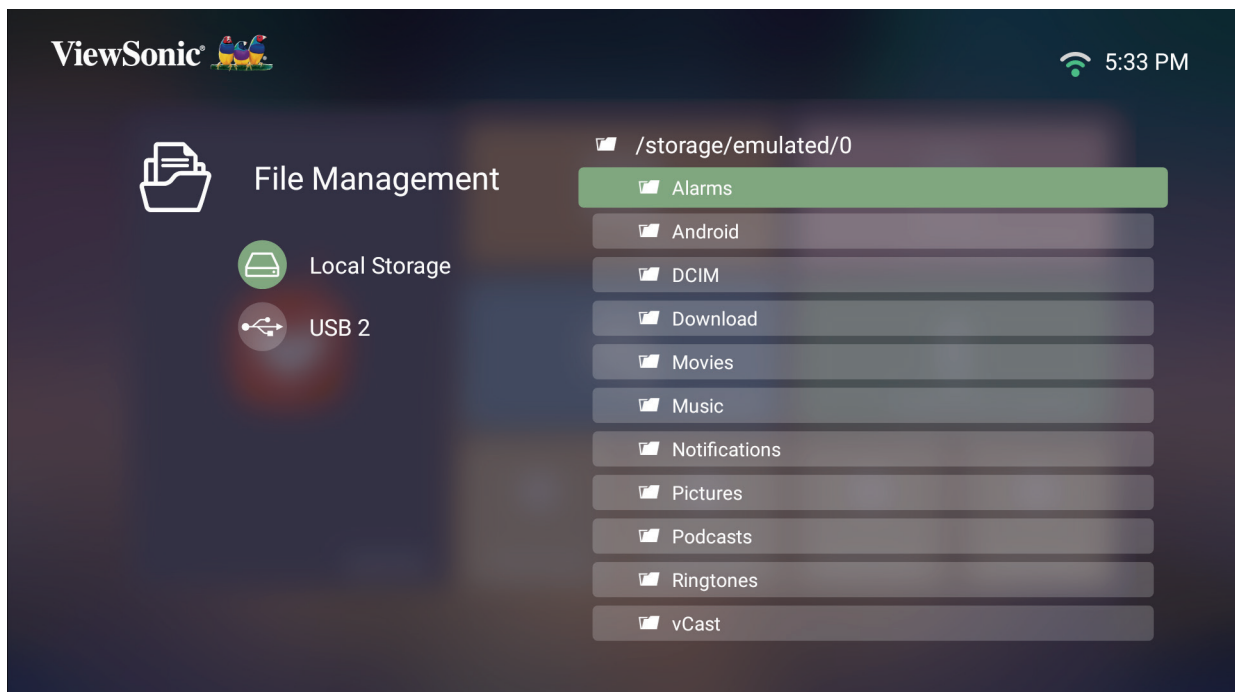 ViewSonic®
5:33 PM
File Management
Local Storage
USB 2
/storage/emulated/0
Alarms
Android
DCIM
Download
Movies
Music
Notifications
Pictures
Podcasts
Ringtones
vCast